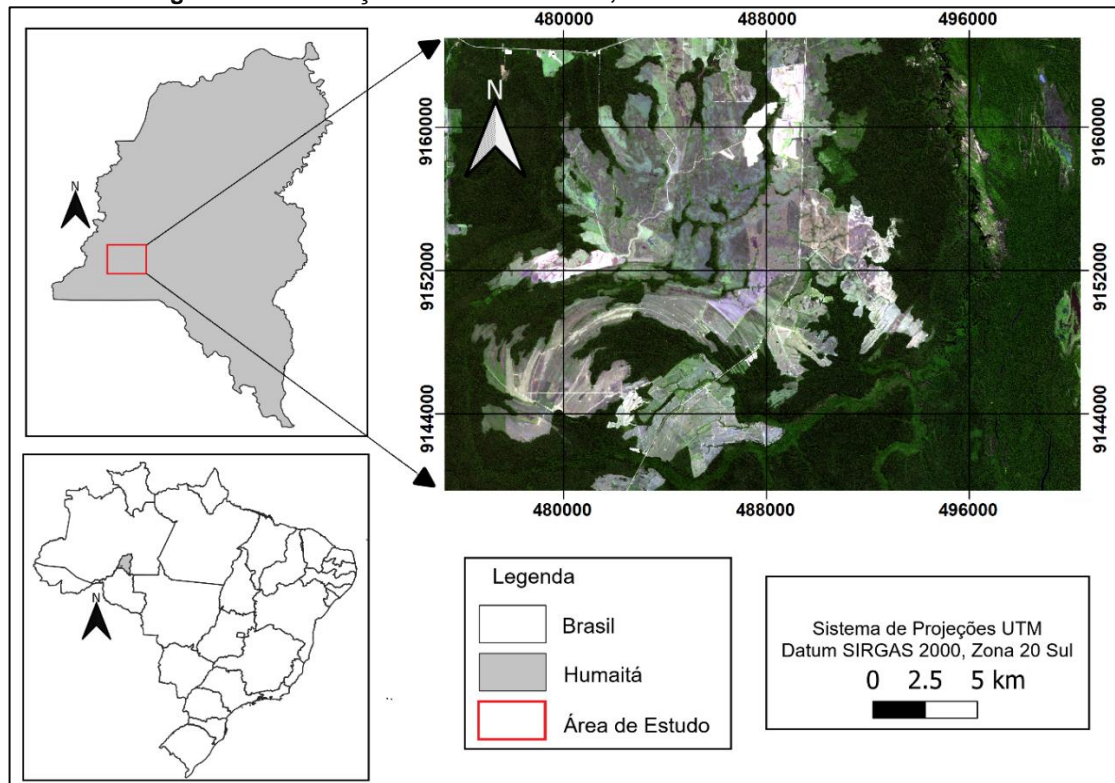 N
N
480000 488000 496000
N
9160000 9160000
9152000 9152000
9144000 9144000
480000 488000 496000
Legenda
Brasil
Humaitá
Área de Estudo
Sistema de Projeções UTM
Datum SIRGAS 2000, Zona 20 Sul
0 2.5 5 km